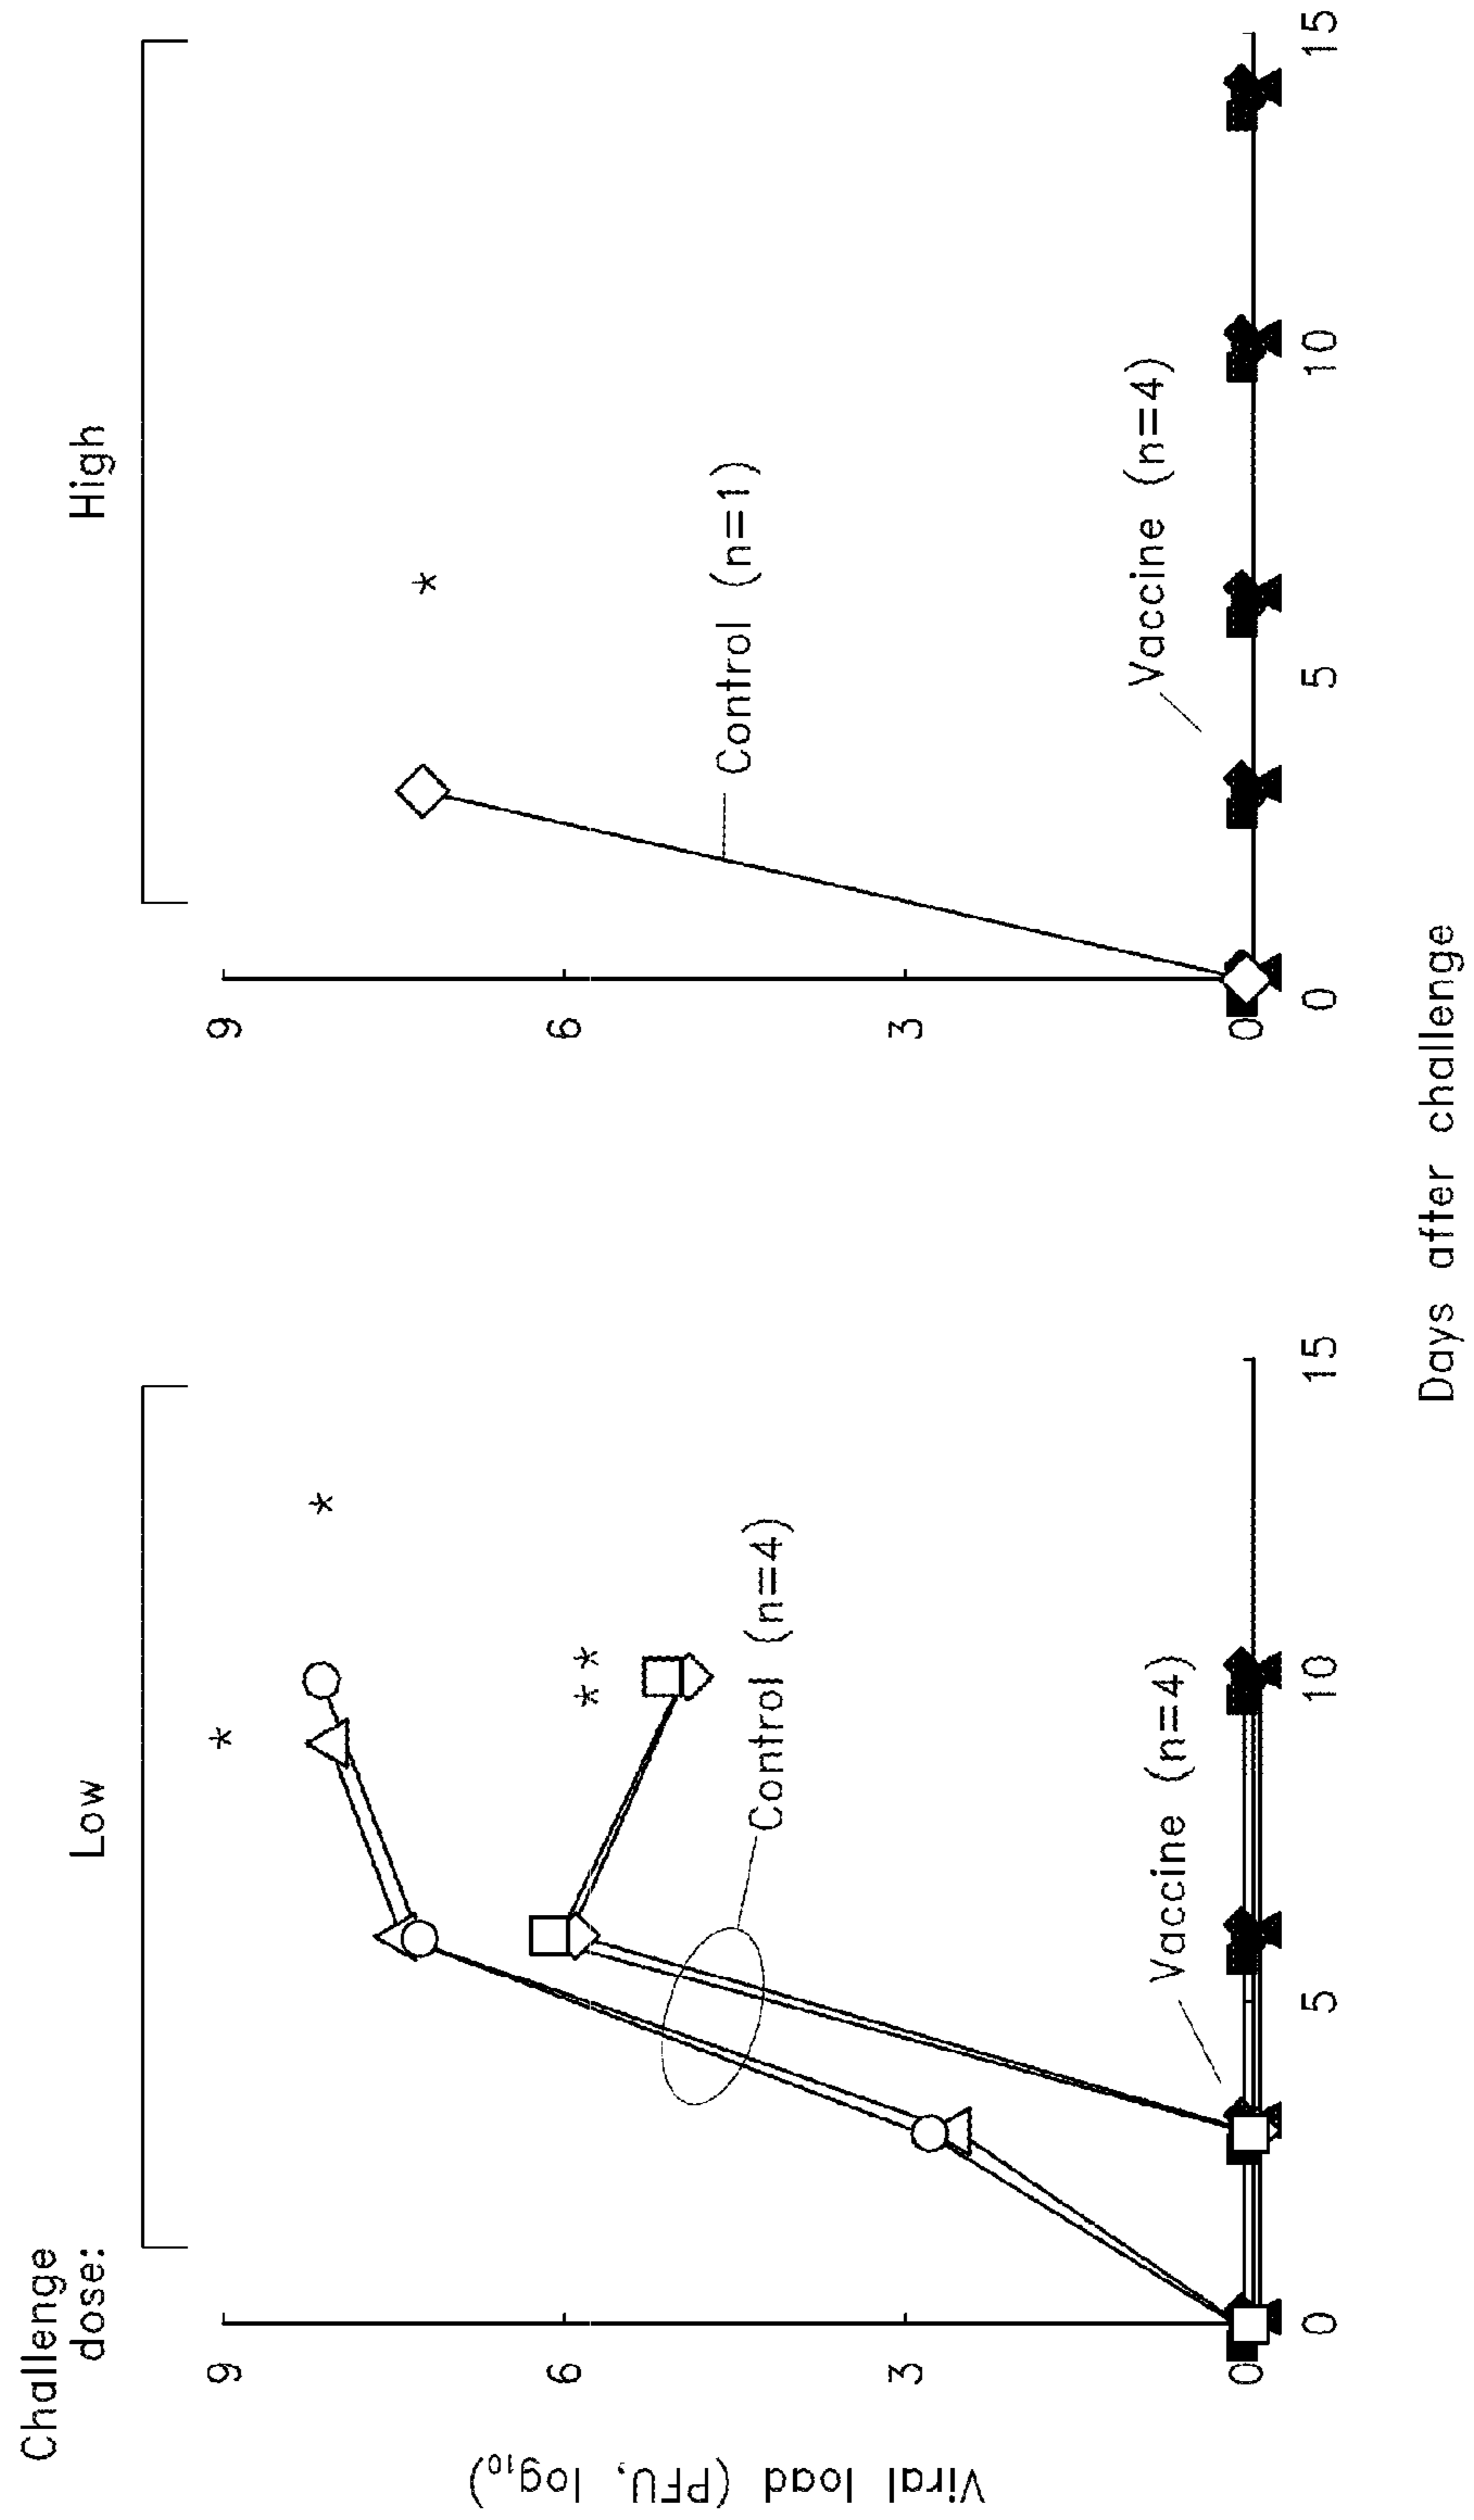 Challenge
dose:
Low
High
Viral load (PFU, log10)
9
6
3
0
*
*
* *
Control (n=4)
Vaccine (n=4)
0
5
10
15
9
6
3
0
*
Control (n=1)
Vaccine (n=4)
0
5
10
15
Days after challenge